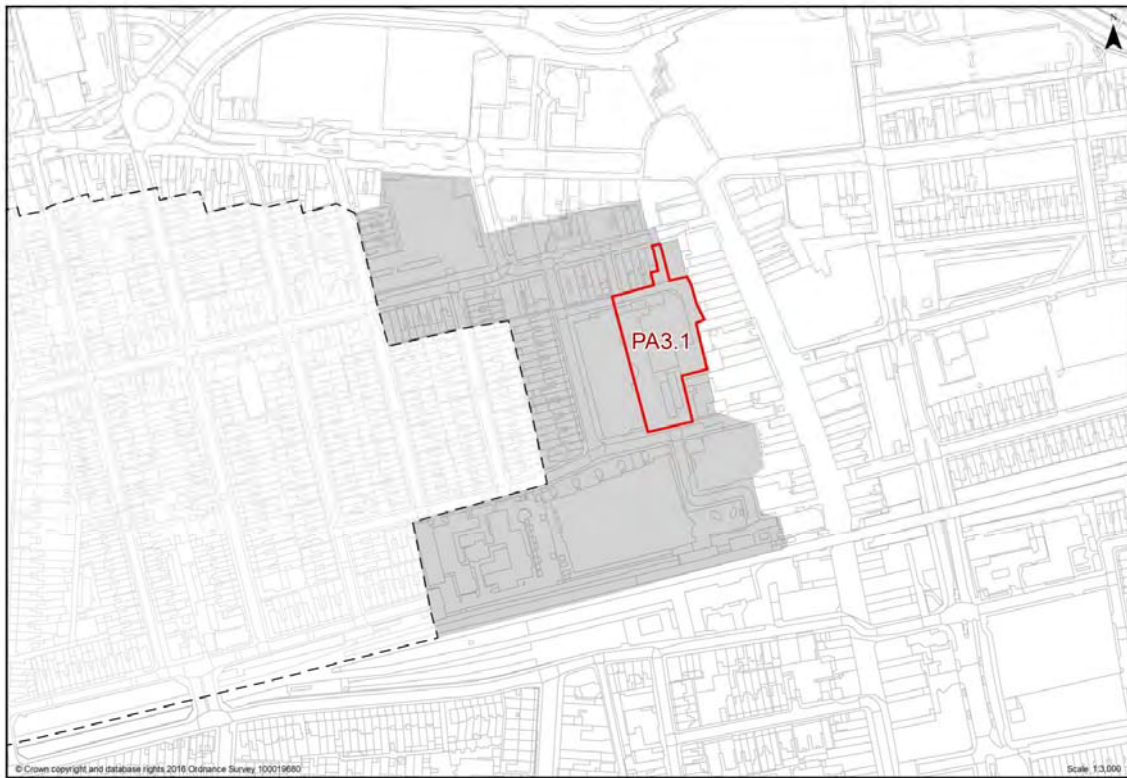 N
PA3.1
© Crown copyright and database rights 2016 Ordnance Survey 100019680
Scale 1:3,000